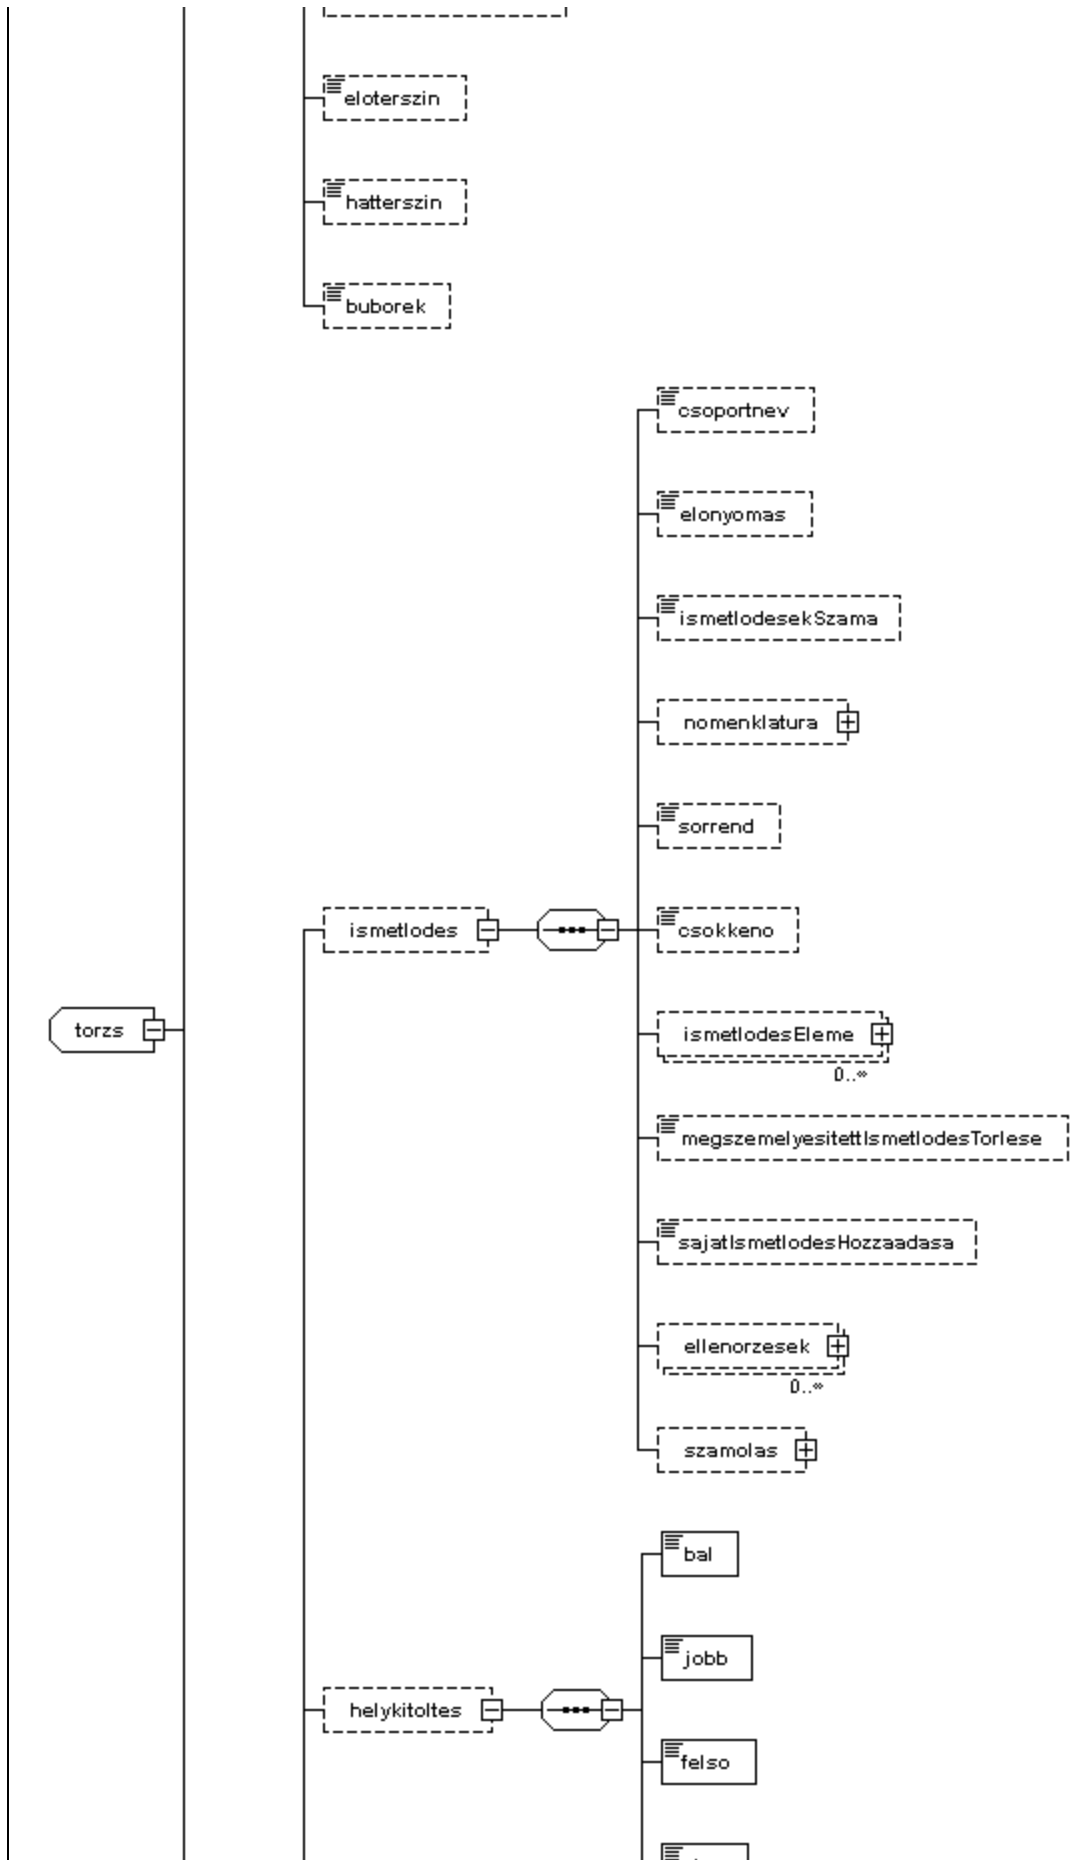 eloterszin
hatterszin
buborek
csoportnev
elonyomas
ismetlodesekSzama
nomenklatura
sorrend
ismetlodes
csokkeno
torzs
ismetlodesEleme
0..∞
megszemelyesitettIsmetlodesTorlese
sajatIsmetlodesHozzaadasa
ellenorzesek
0..∞
szamolas
bal
jobb
helykitoltes
felso